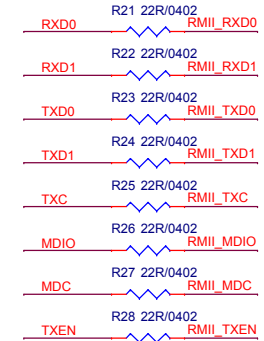 R21 22R/0402
RXD0 RMII_RXD0
R22 22R/0402
RXD1 RMII_RXD1
R23 22R/0402
TXD0 RMII_TXD0
R24 22R/0402
TXD1 RMII_TXD1
R25 22R/0402
TXC RMII_TXC
R26 22R/0402
MDIO RMII_MDIO
R27 22R/0402
MDC RMII_MDC
R28 22R/0402
TXEN RMII_TXEN